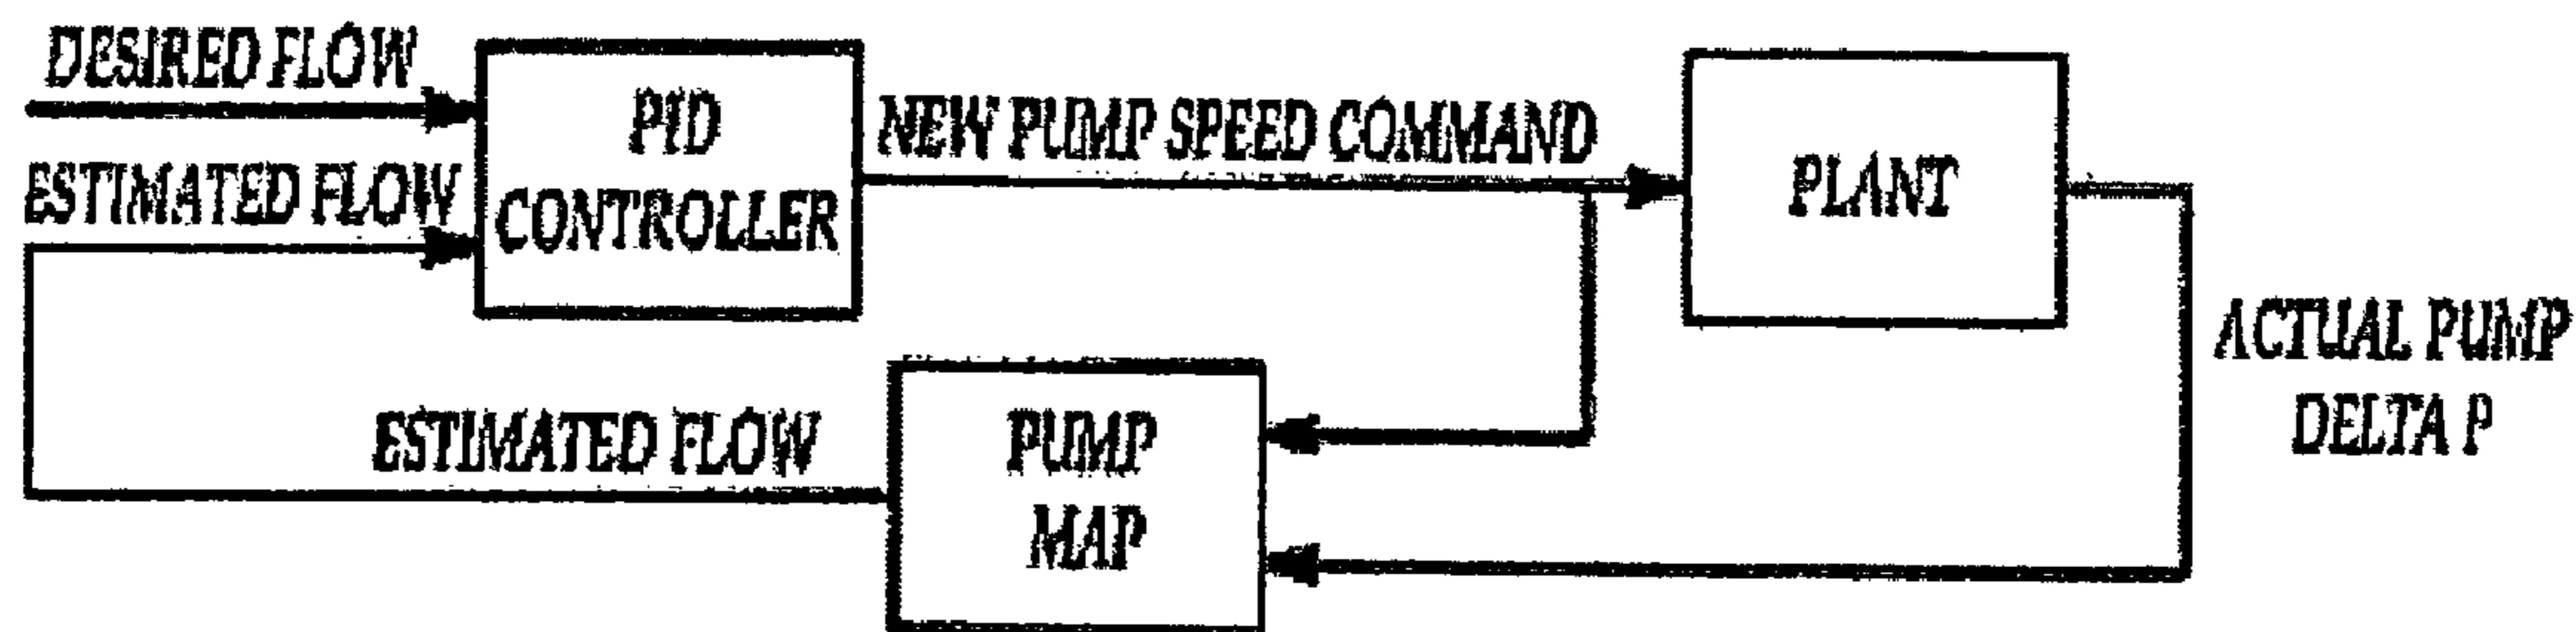 DESIRED FLOW
ESTIMATED FLOW
PID
CONTROLLER
NEW PUMP SPEED COMMAND
PLANT
ACTUAL PUMP
DELTA P
ESTIMATED FLOW
PUMP
MAP